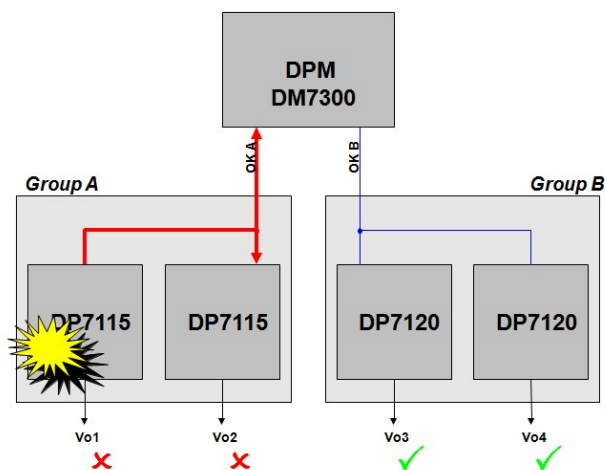 DPM
DM7300
OK A
OK B
Group A
Group B
DP7115
DP7115
DP7120
DP7120
Vo1
Vo2
Vo3
Vo4